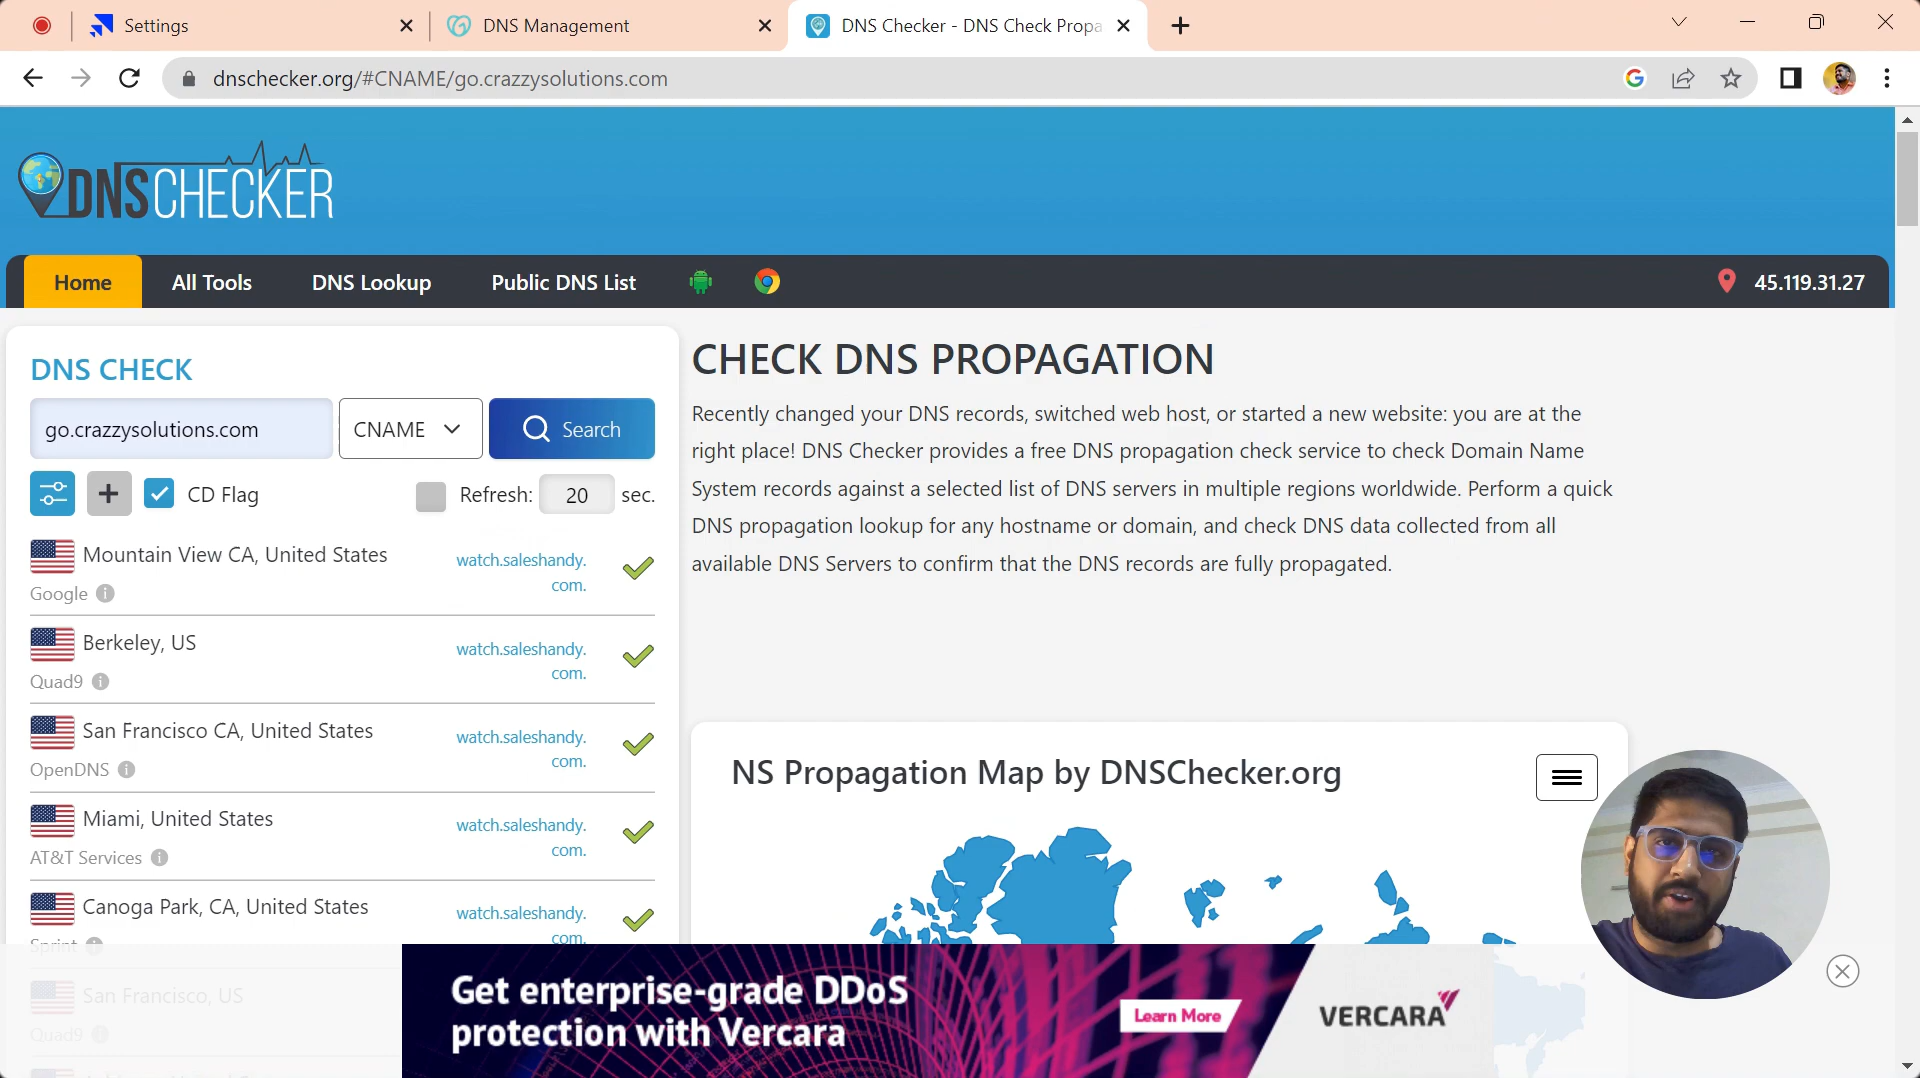 Settings
DNS Management
DNS Checker - DNS Check Propa
dnschecker.org/#CNAME/go.crazzysolutions.com
DNSCHECKER
Home
All Tools
DNS Lookup
Public DNS List
45.119.31.27
DNS CHECK
go.crazzysolutions.com
CNAME
Search
CD Flag
Refresh:
20
sec.
Mountain View CA, United States
Google
watch.saleshandy.
com.
Berkeley, US
Quad9
watch.saleshandy.
com.
San Francisco CA, United States
OpenDNS
watch.saleshandy.
com.
Miami, United States
AT&T Services
watch.saleshandy.
com.
Canoga Park, CA, United States
Sprint
watch.saleshandy.
com.
San Francisco, US
Quad9
CHECK DNS PROPAGATION
Recently changed your DNS records, switched web host, or started a new website: you are at the
right place! DNS Checker provides a free DNS propagation check service to check Domain Name
System records against a selected list of DNS servers in multiple regions worldwide. Perform a quick
DNS propagation lookup for any hostname or domain, and check DNS data collected from all
available DNS Servers to confirm that the DNS records are fully propagated.
NS Propagation Map by DNSChecker.org
Get enterprise-grade DDoS
protection with Vercara
Learn More
VERCARA